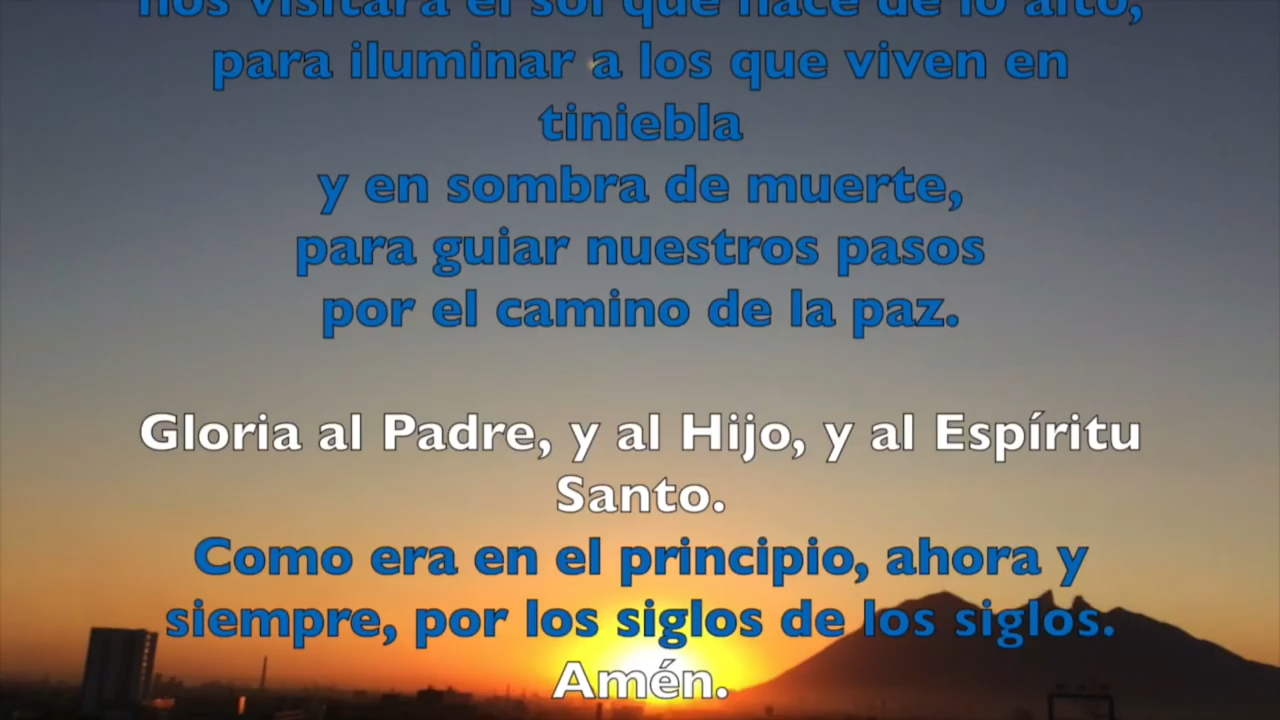 nos visitará el sol que nace de lo alto,
para iluminar a los que viven en
tiniebla
y en sombra de muerte,
para guiar nuestros pasos
por el camino de la paz.
Gloria al Padre, y al Hijo, y al Espíritu
Santo.
Como era en el principio, ahora y
siempre, por los siglos de los siglos.
Amén.